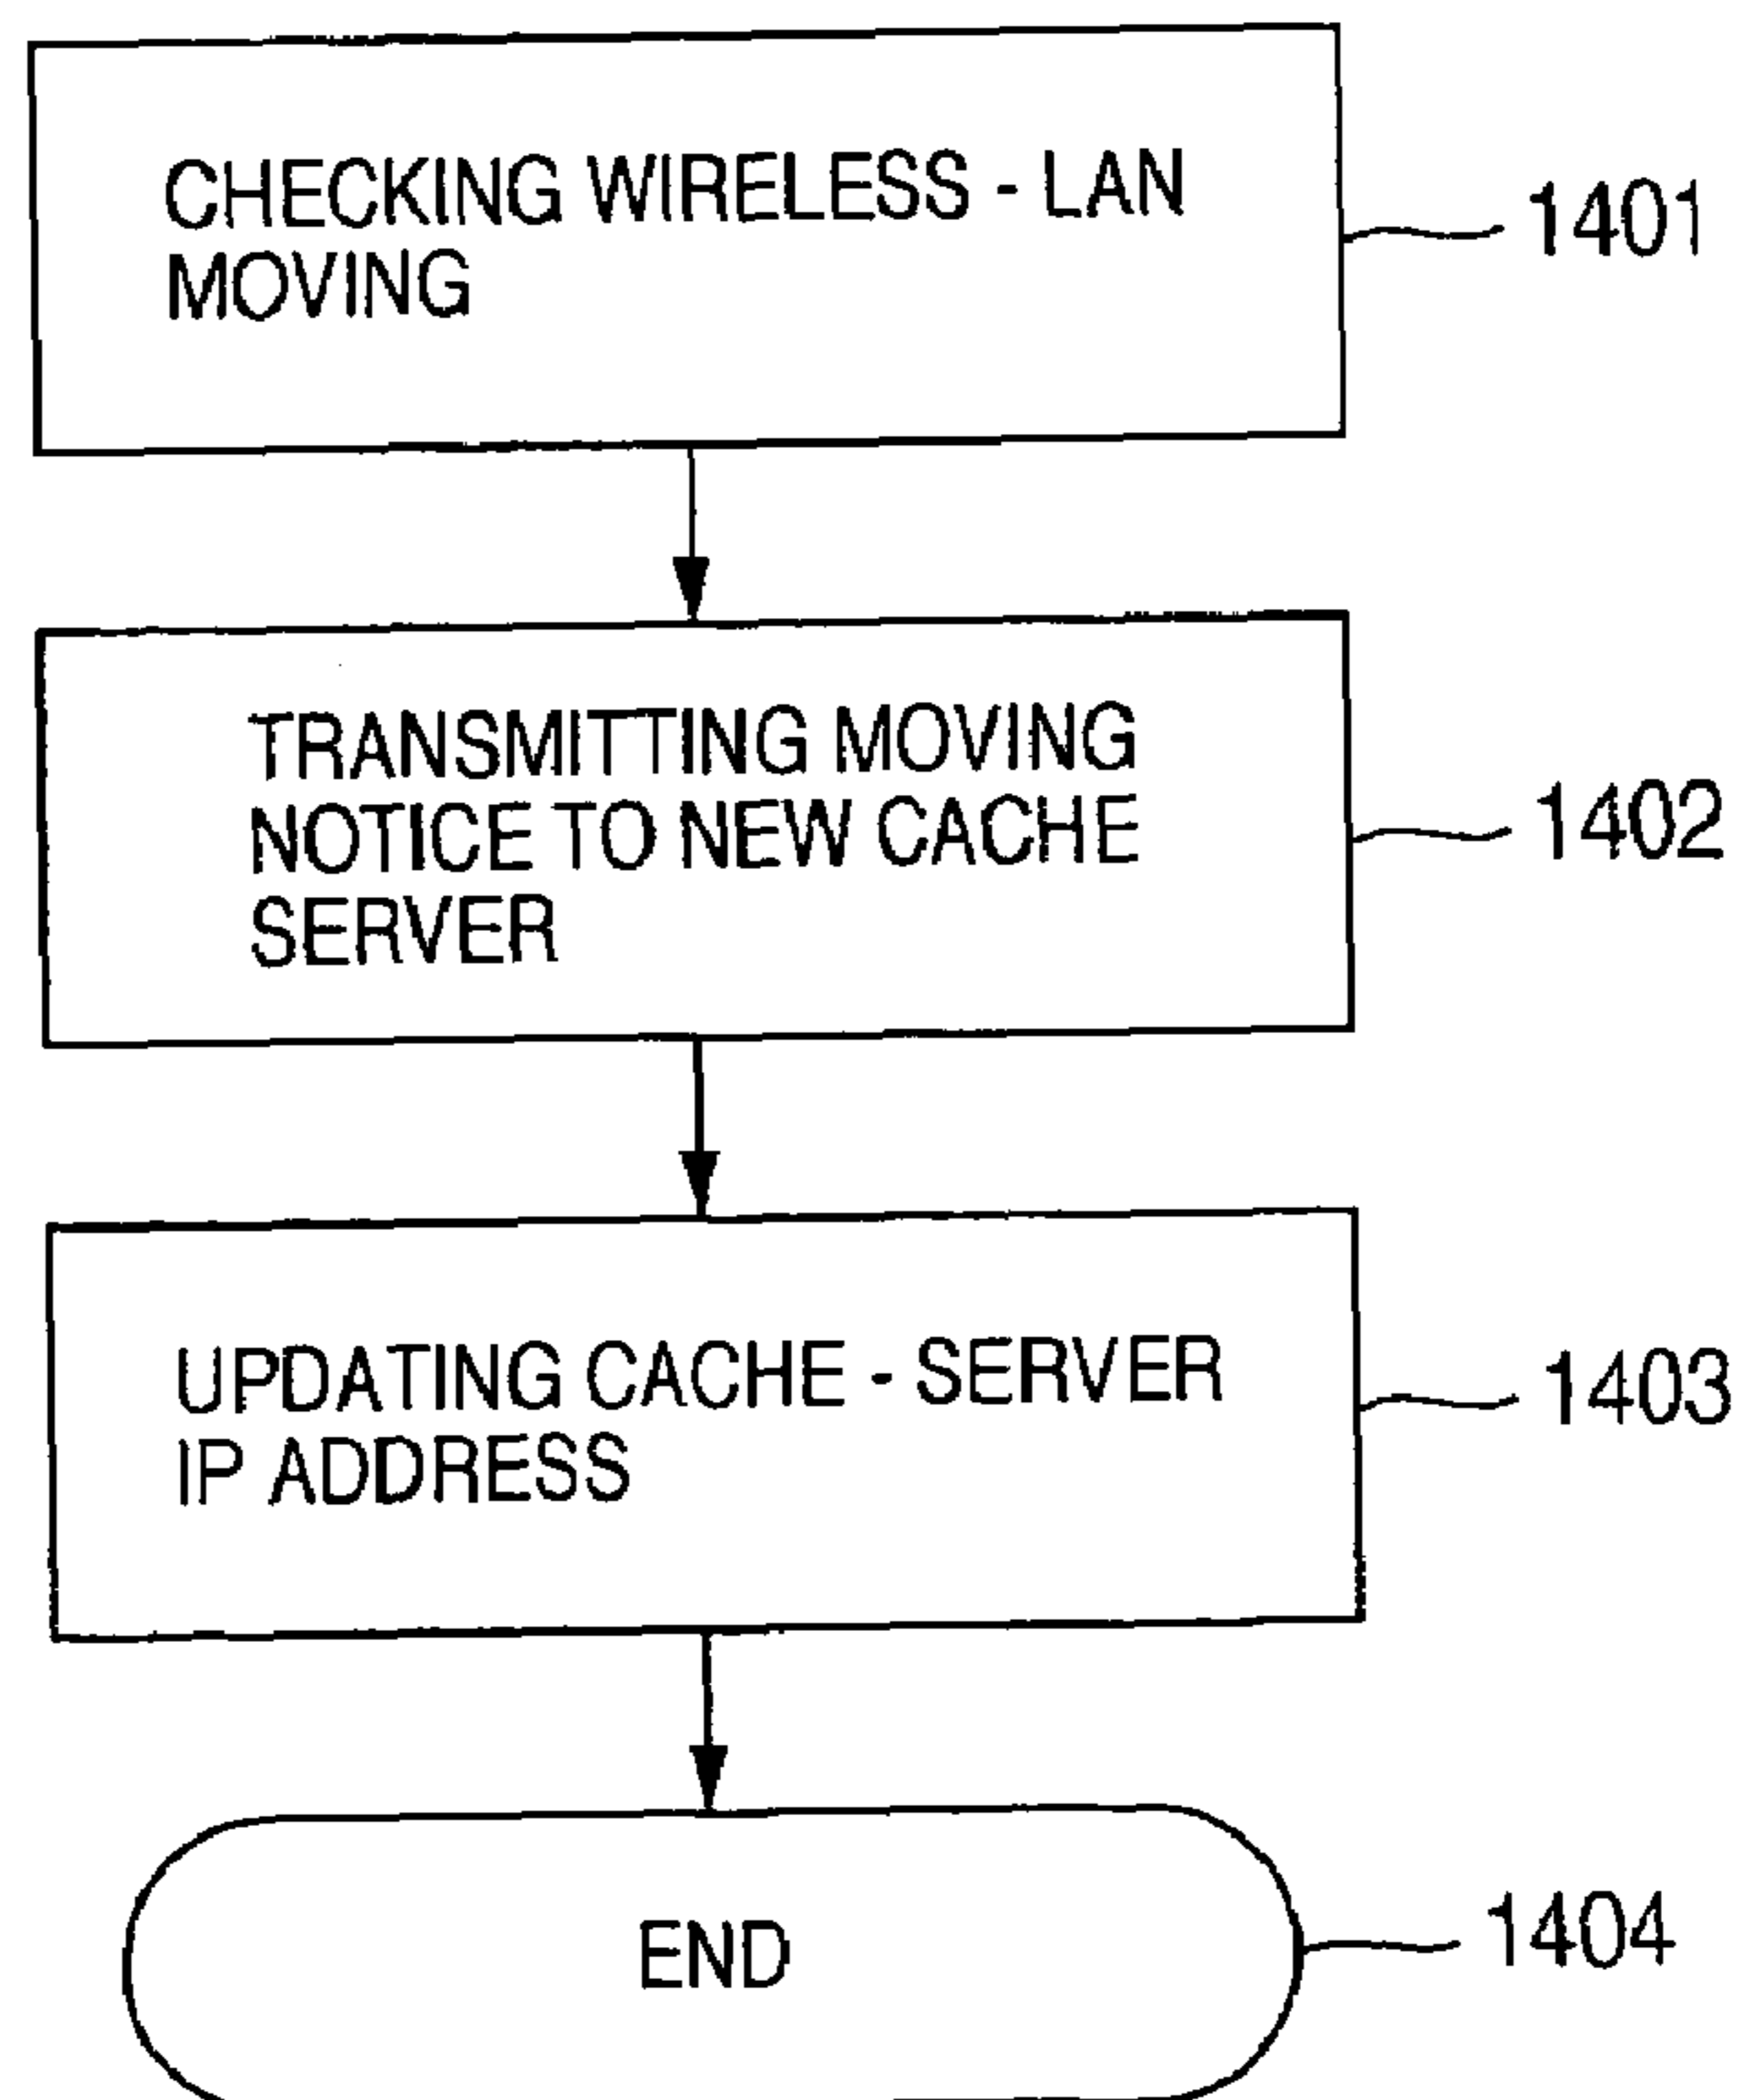 CHECKING WIRELESS - LAN
MOVING
1401
TRANSMITTING MOVING
NOTICE TO NEW CACHE
SERVER
1402
UPDATING CACHE - SERVER
IP ADDRESS
1403
END
1404